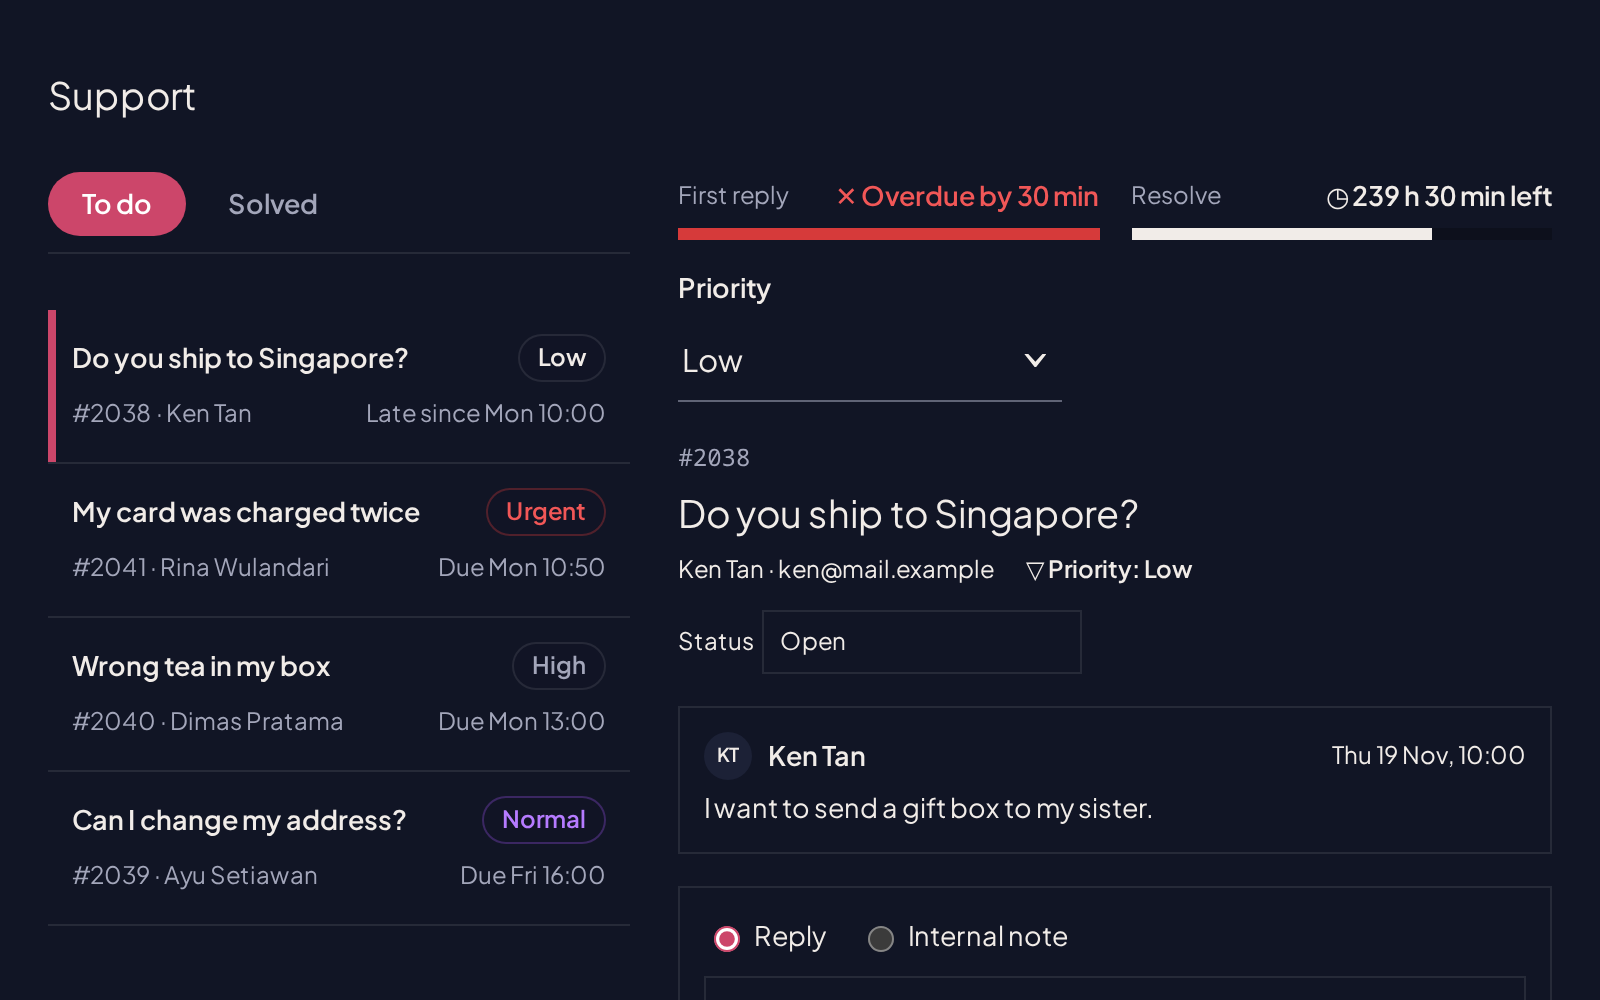 Support
To do
Solved
Do you ship to Singapore?
Low
#2038 · Ken Tan
Late since Mon 10:00
My card was charged twice
Urgent
#2041 · Rina Wulandari
Due Mon 10:50
Wrong tea in my box
High
#2040 · Dimas Pratama
Due Mon 13:00
Can I change my address?
Normal
#2039 · Ayu Setiawan
Due Fri 16:00
First reply
✕ Overdue by 30 min
Resolve
◷ 239 h 30 min left
Priority
Low
#2038
Do you ship to Singapore?
Ken Tan · ken@mail.example
▽ Priority: Low
Status
Open
KT
Ken Tan
Thu 19 Nov, 10:00
I want to send a gift box to my sister.
Reply
Internal note